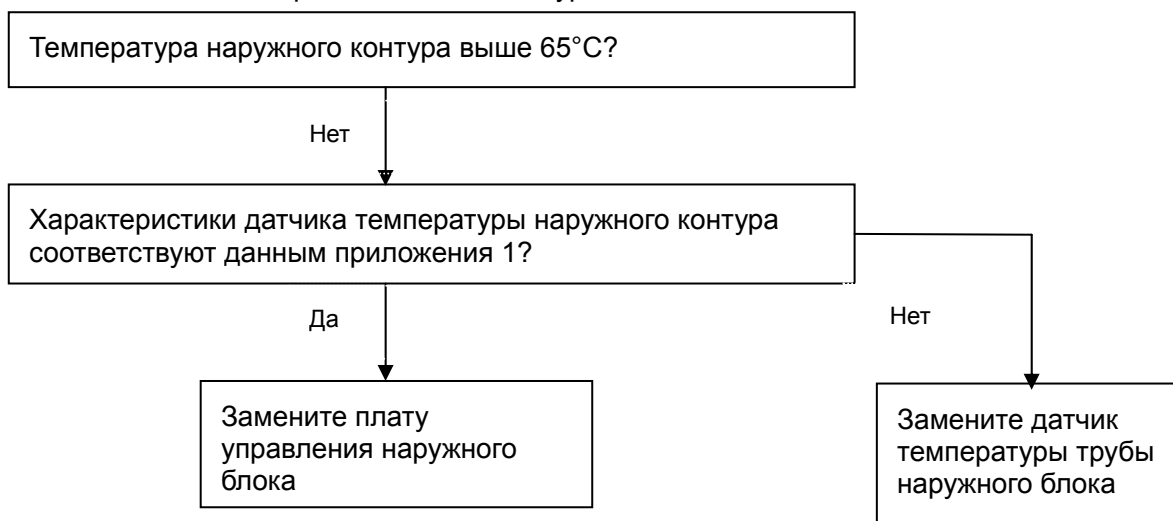 Температура наружного контура выше 65°C?
Нет
Характеристики датчика температуры наружного контура
соответствуют данным приложения 1?
Да
Нет
Замените плату
управления наружного
блока
Замените датчик
температуры трубы
наружного блока